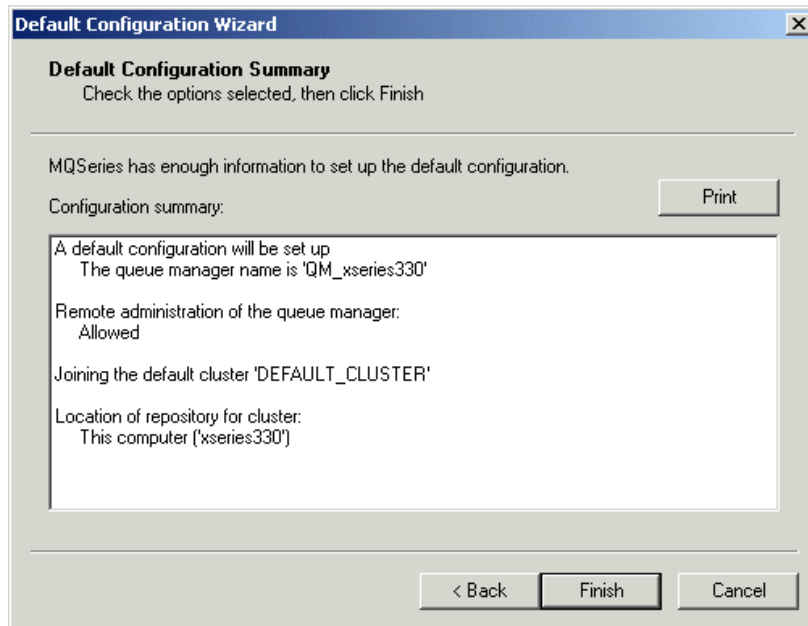 Default Configuration Wizard
Default Configuration Summary
Check the options selected, then click Finish
MQSeries has enough information to set up the default configuration.
Print
Configuration summary:
A default configuration will be set up
The queue manager name is 'QM_xseries330'
Remote administration of the queue manager:
Allowed
Joining the default cluster 'DEFAULT_CLUSTER'
Location of repository for cluster:
This computer ('xseries330')
< Back
Finish
Cancel